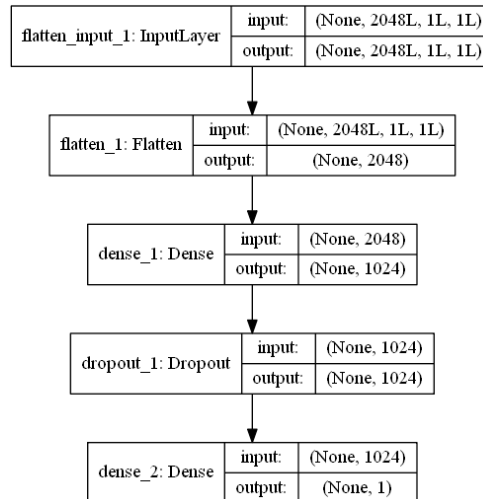 flatten_input_1: InputLayer
input: (None, 2048L, 1L, 1L)
output: (None, 2048L, 1L, 1L)
flatten_1: Flatten
input: (None, 2048L, 1L, 1L)
output: (None, 2048)
dense_1: Dense
input: (None, 2048)
output: (None, 1024)
dropout_1: Dropout
input: (None, 1024)
output: (None, 1024)
dense_2: Dense
input: (None, 1024)
output: (None, 1)